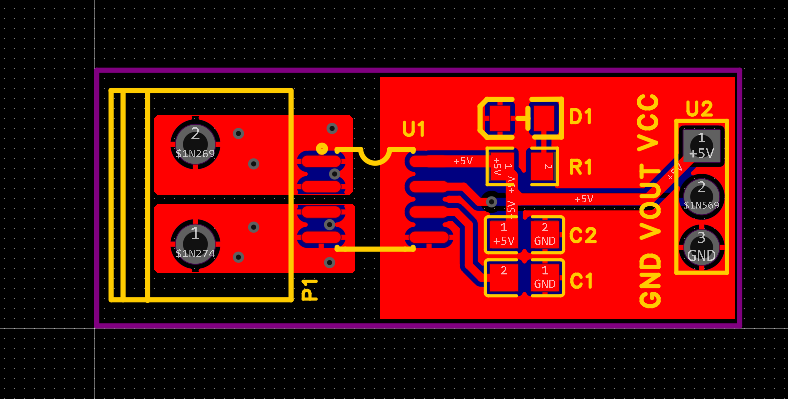 U1
D1
U2
VCC
VOUT
GND
1
+5V
2
$1N269
+5V
+5V
1
2
R1
+5V
+5V
+5V
+5V
2
$1N569
1
$1N274
1
+5V
2
GND
C2
3
GND
2
1
GND
C1
P1